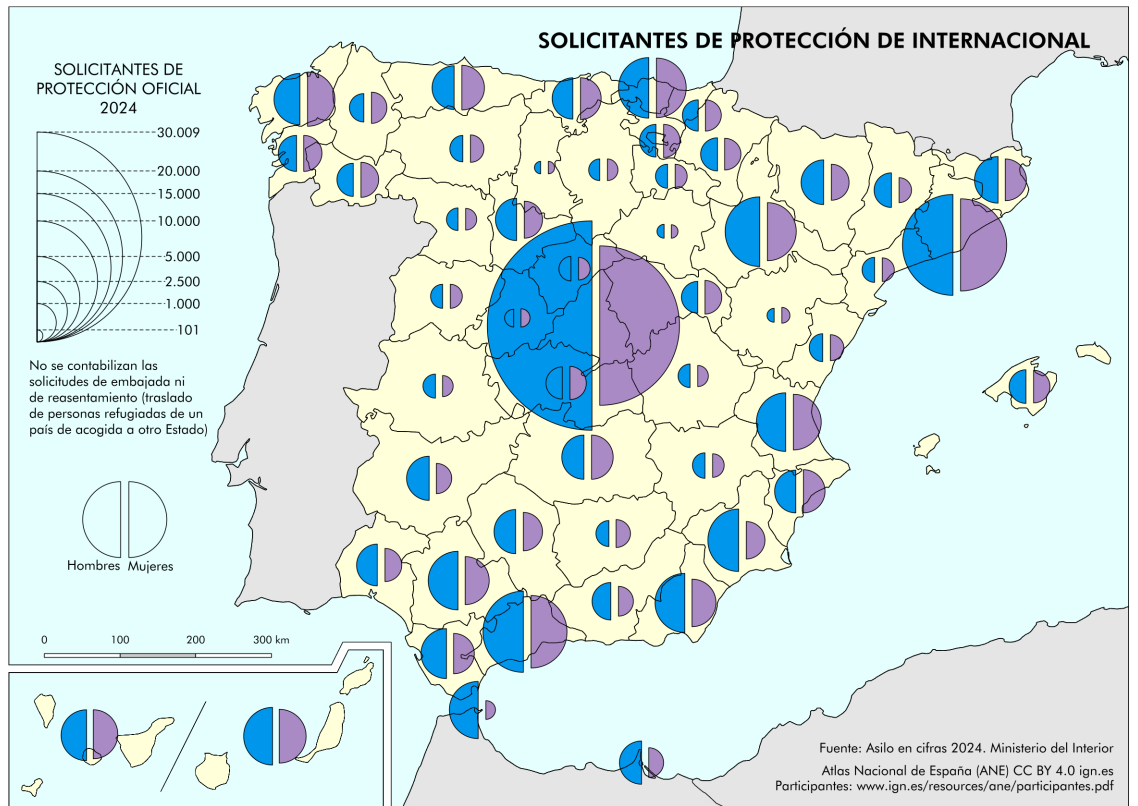 SOLICITANTES DE PROTECCIÓN DE INTERNACIONAL
SOLICITANTES DE
PROTECCIÓN OFICIAL
2024
30.009
20.000
15.000
10.000
5.000
2.500
1.000
101
No se contabilizan las
solicitudes de embajada ni
de reasentamiento (traslado
de personas refugiadas de un
país de acogida a otro Estado)
Hombres Mujeres
0 100 200 300 km
Fuente: Asilo en cifras 2024. Ministerio del Interior
Atlas Nacional de España (ANE) CC BY 4.0 ign.es
Participantes: www.ign.es/resources/ane/participantes.pdf